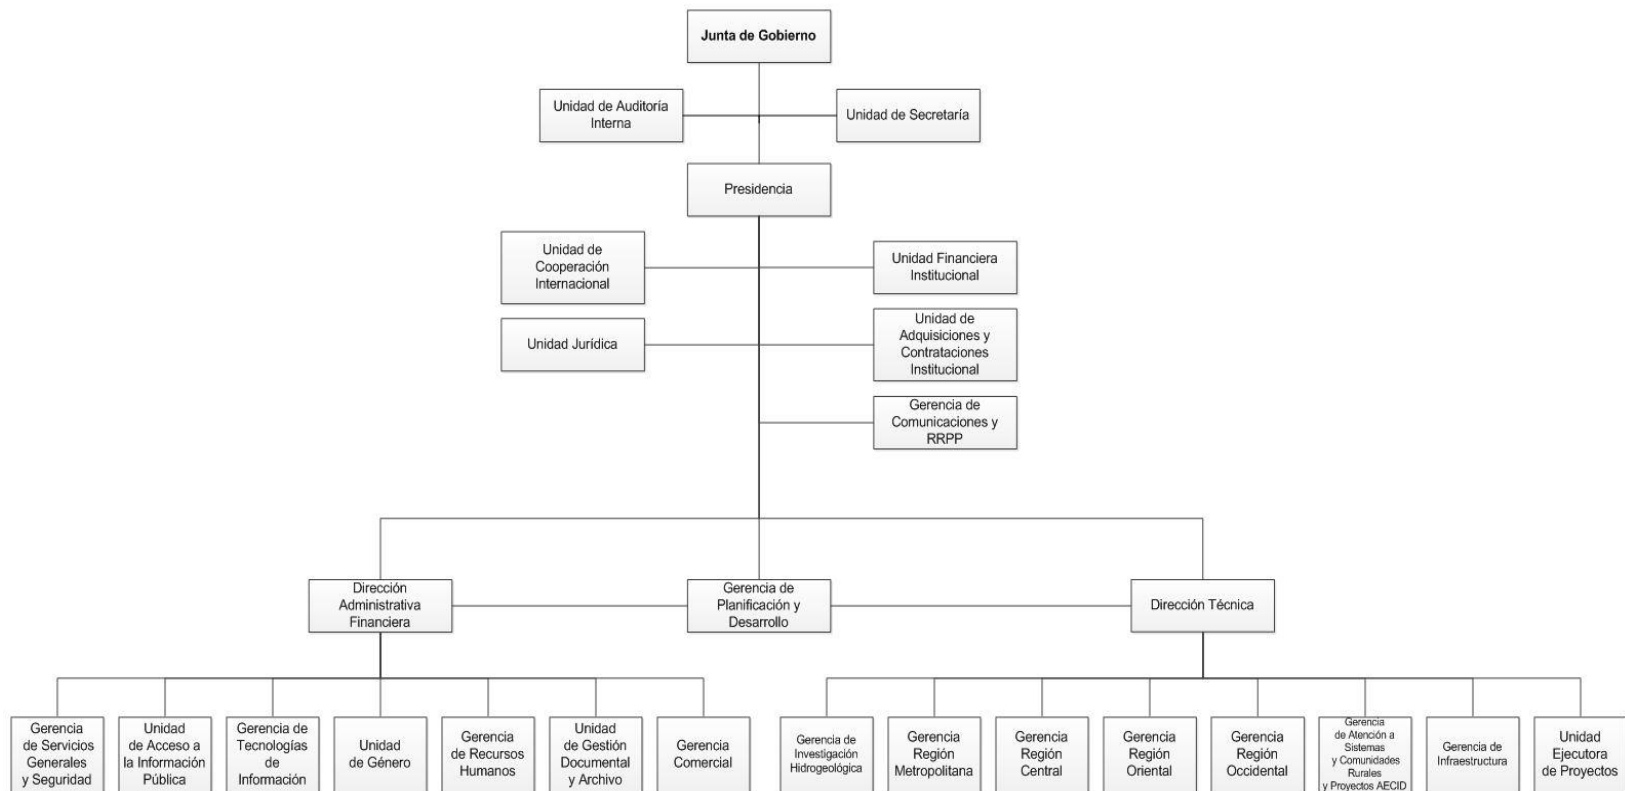 Junta de Gobierno
Unidad de Auditoría
Interna
Unidad de Secretaría
Presidencia
Unidad de
Cooperación
Internacional
Unidad Financiera
Institucional
Unidad Jurídica
Unidad de
Adquisiciones y
Contrataciones
Institucional
Gerencia de
Comunicaciones y
RRPP
Dirección
Administrativa
Financiera
Gerencia de
Planificación y
Desarrollo
Dirección Técnica
Gerencia
de Servicios
Generales
y Seguridad
Unidad
de Acceso a
la Información
Pública
Gerencia de
Tecnologías
de
Información
Unidad
de Género
Gerencia
de Recursos
Humanos
Unidad
de Gestión
Documental
y Archivo
Gerencia
Comercial
Gerencia de
Investigación
Hidrogeológica
Gerencia
Región
Metropolitana
Gerencia
Región
Central
Gerencia
Región
Oriental
Gerencia
Región
Occidental
Gerencia
de Atención a
Sistemas
y Comunidades
Rurales
y Proyectos AECID
Gerencia de
Infraestructura
Unidad
Ejecutora
de Proyectos